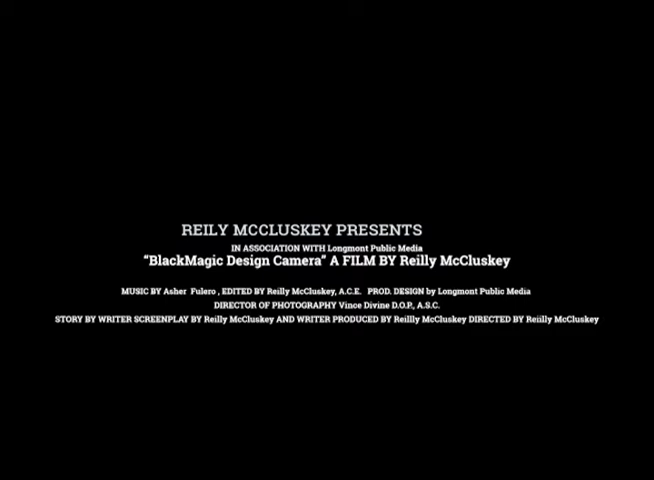 REILY MCCLUSKEY PRESENTS
IN ASSOCIATION WITH Longmont Public Media
“BlackMagic Design Camera” A FILM BY Reilly McCluskey
MUSIC BY Asher Fulero , EDITED BY Reilly McCluskey, A.C.E. PROD. DESIGN by Longmont Public Media
DIRECTOR OF PHOTOGRAPHY Vince Divine D.O.P., A.S.C.
STORY BY WRITER SCREENPLAY BY Reilly McCluskey AND WRITER PRODUCED BY Reillly McCluskey DIRECTED BY Reiilly McCluskey